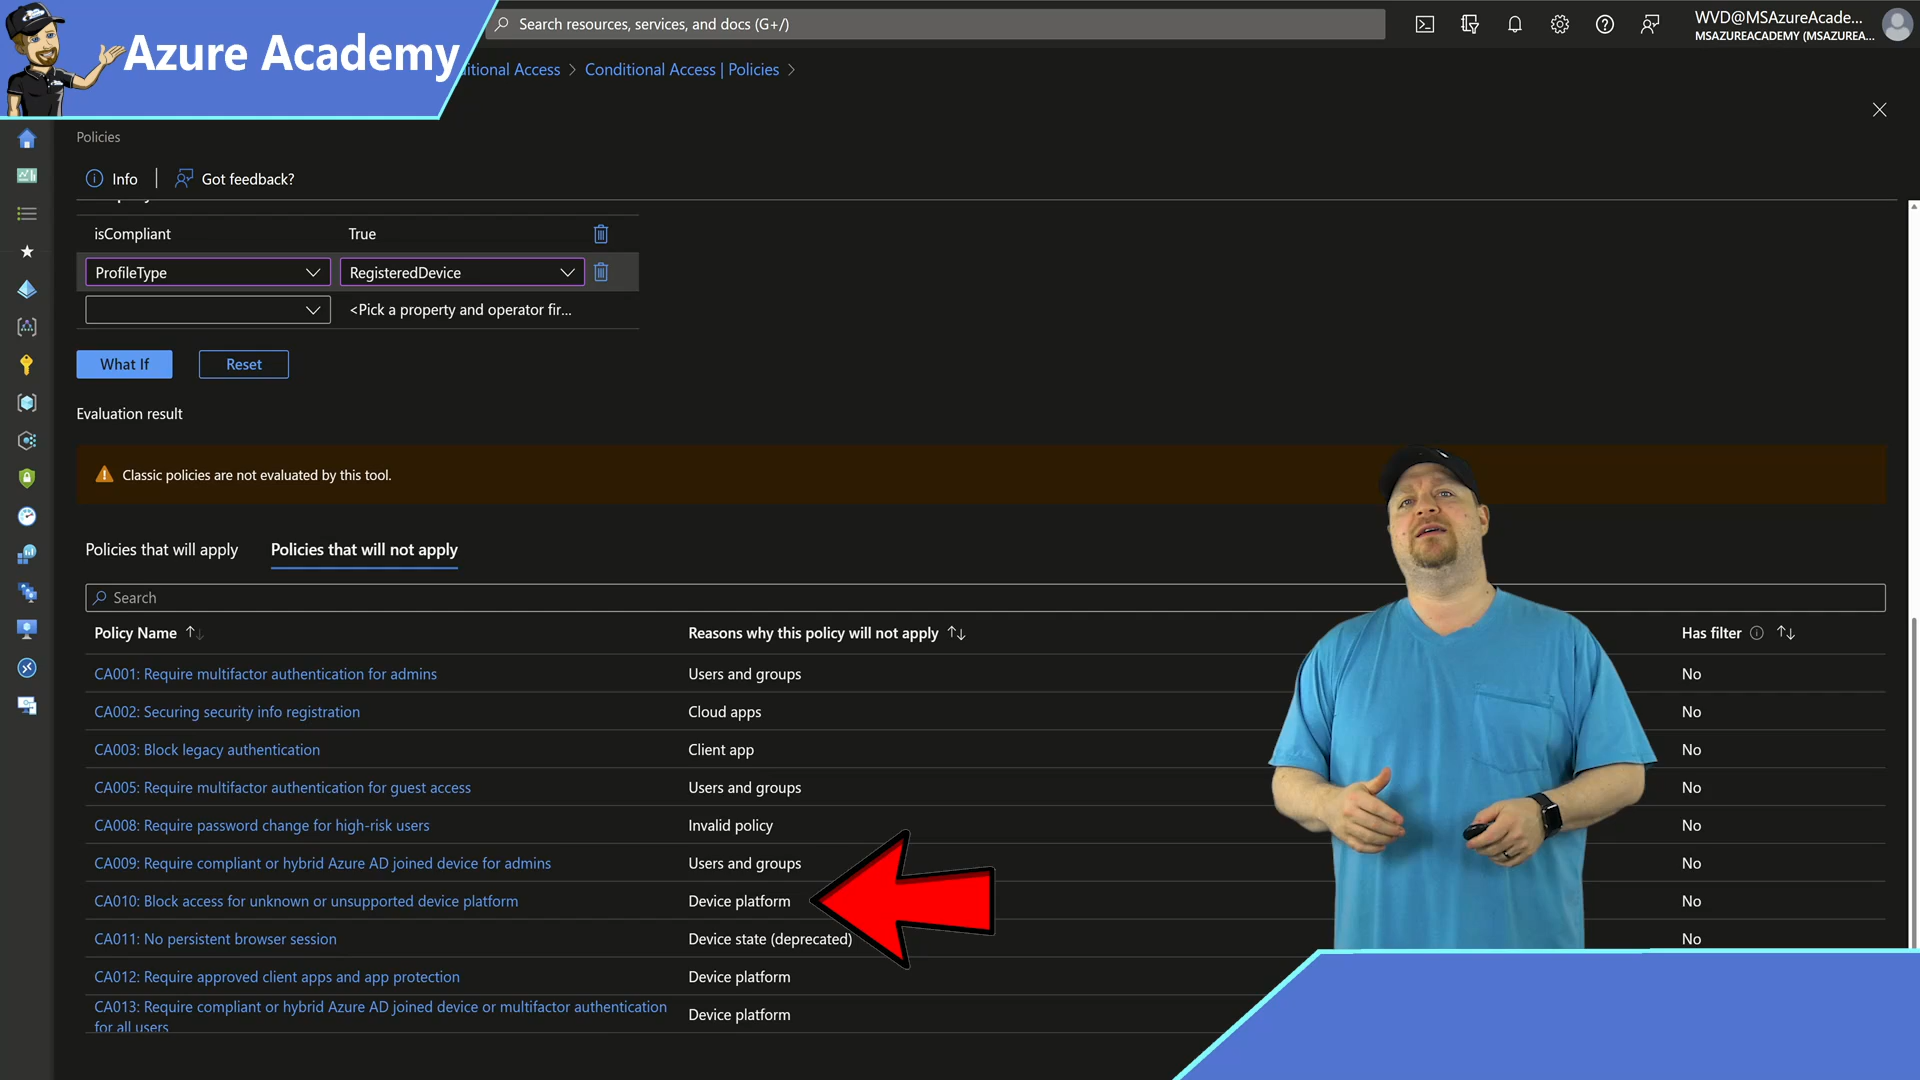 Azure Academy
Search resources, services, and docs (G+/)
WVD@MSAzureAcade...
MSAZUREACADEMY (MSAZUREA...
ditional Access > Conditional Access | Policies >
Policies
Info | Got feedback?
isCompliant True
ProfileType RegisteredDevice
<Pick a property and operator fir...
What If Reset
Evaluation result
Classic policies are not evaluated by this tool.
Policies that will apply Policies that will not apply
Search
Policy Name Reasons why this policy will not apply Has filter
CA001: Require multifactor authentication for admins Users and groups No
CA002: Securing security info registration Cloud apps No
CA003: Block legacy authentication Client app No
CA005: Require multifactor authentication for guest access Users and groups No
CA008: Require password change for high-risk users Invalid policy No
CA009: Require compliant or hybrid Azure AD joined device for admins Users and groups No
CA010: Block access for unknown or unsupported device platform Device platform No
CA011: No persistent browser session Device state (deprecated) No
CA012: Require approved client apps and app protection Device platform
CA013: Require compliant or hybrid Azure AD joined device or multifactor authentication Device platform
for all users